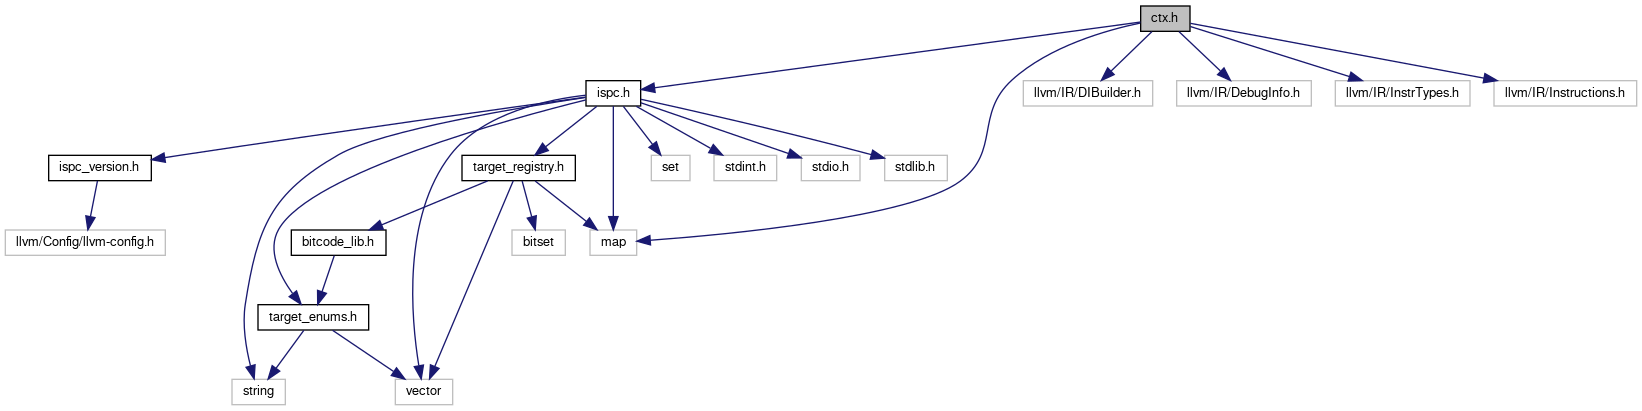 ctx.h
ispc.h
llvm/IR/DIBuilder.h
llvm/IR/DebugInfo.h
llvm/IR/InstrTypes.h
llvm/IR/Instructions.h
ispc_version.h
target_registry.h
set
stdint.h
stdio.h
stdlib.h
llvm/Config/llvm-config.h
bitcode_lib.h
bitset
map
target_enums.h
string
vector